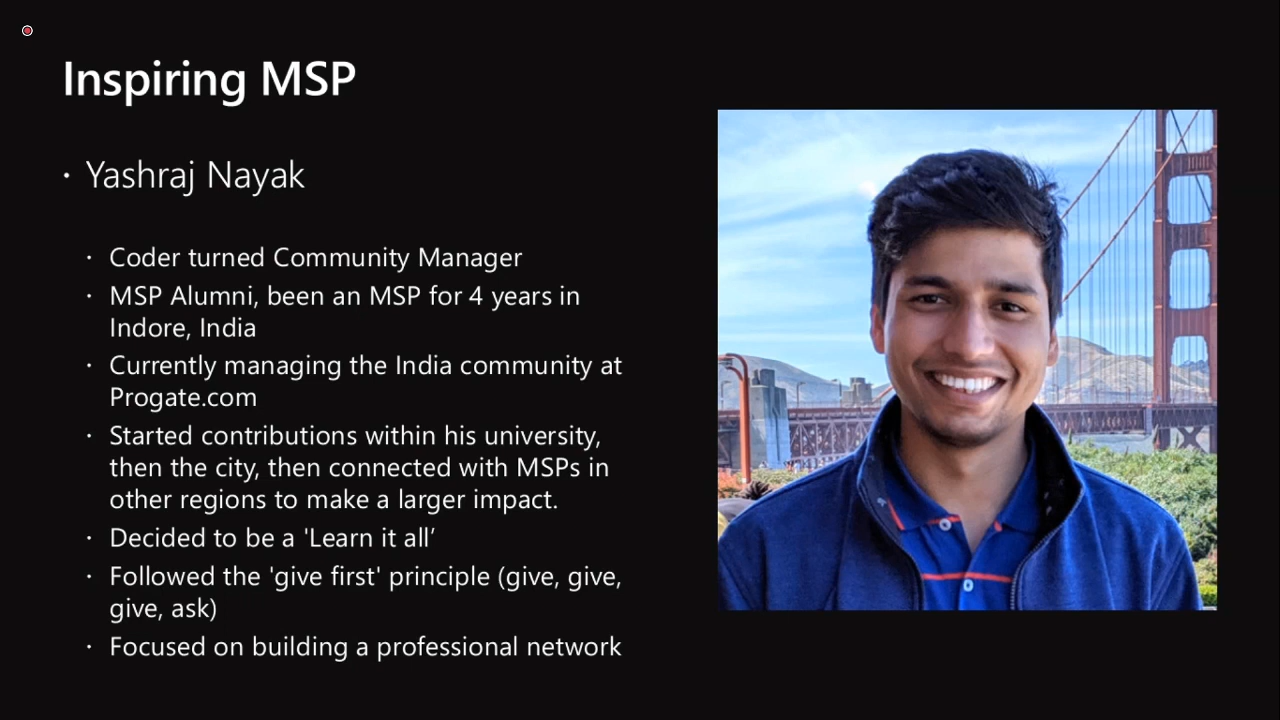 Inspiring MSP
· Yashraj Nayak
· Coder turned Community Manager
· MSP Alumni, been an MSP for 4 years in
Indore, India
· Currently managing the India community at
Progate.com
· Started contributions within his university,
then the city, then connected with MSPs in
other regions to make a larger impact.
· Decided to be a 'Learn it all’
· Followed the 'give first' principle (give, give,
give, ask)
· Focused on building a professional network